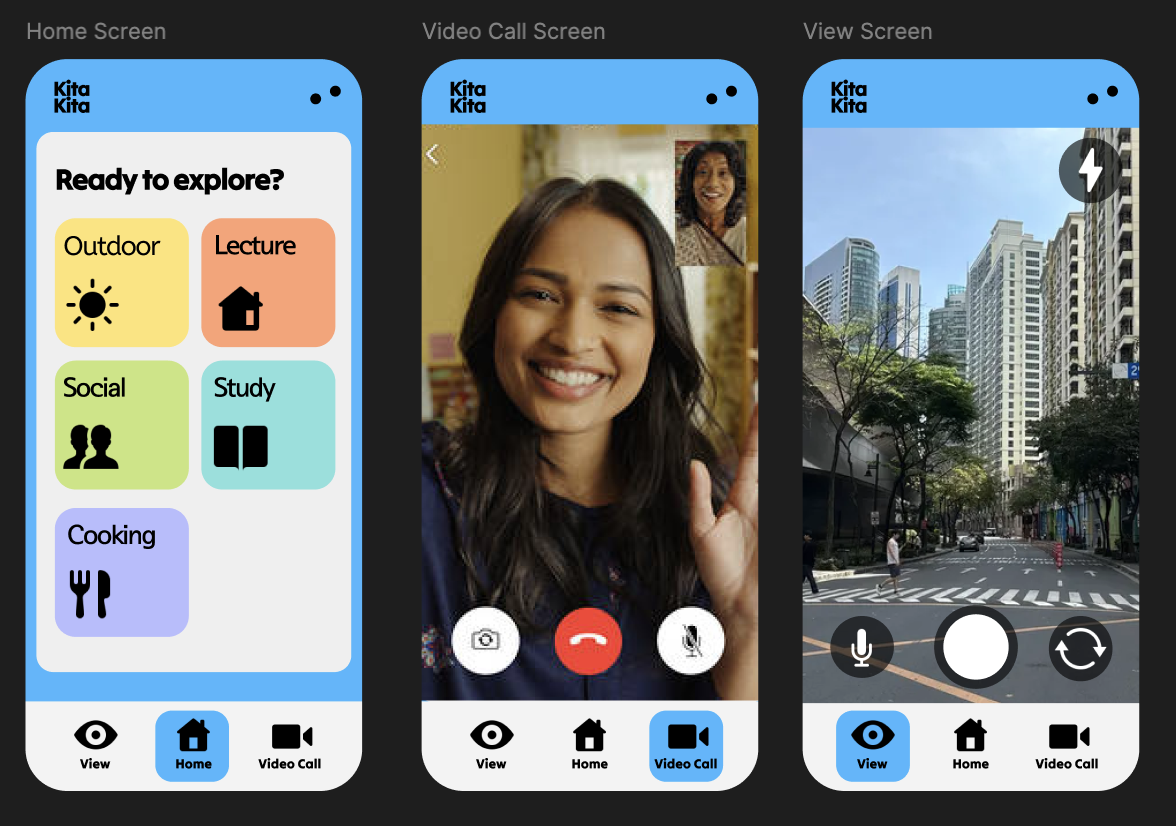 Home Screen
Video Call Screen
View Screen
Kita
Kita
Ready to explore?
Outdoor
Lecture
Social
Study
Cooking
View
Home
Video Call
Kita
Kita
View
Home
Video Call
Kita
Kita
View
Home
Video Call